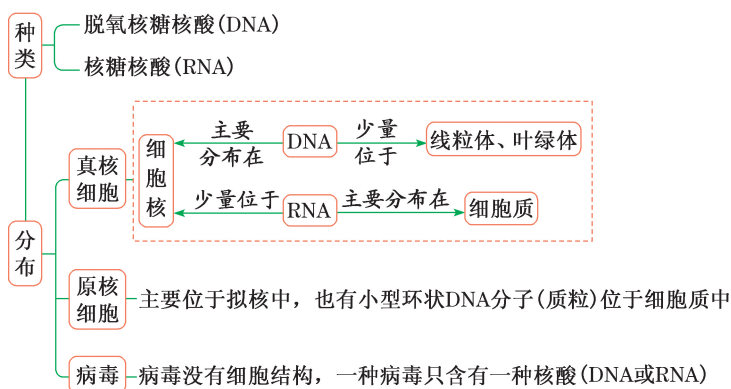 种类
脱氧核糖核酸(DNA)
核糖核酸(RNA)
分布
真核细胞
细胞核
主要分布在
DNA
少量位于
线粒体、叶绿体
少量位于
RNA
主要分布在
细胞质
原核细胞
主要位于拟核中，也有小型环状DNA分子(质粒)位于细胞质中
病毒
病毒没有细胞结构，一种病毒只含有一种核酸(DNA或RNA)